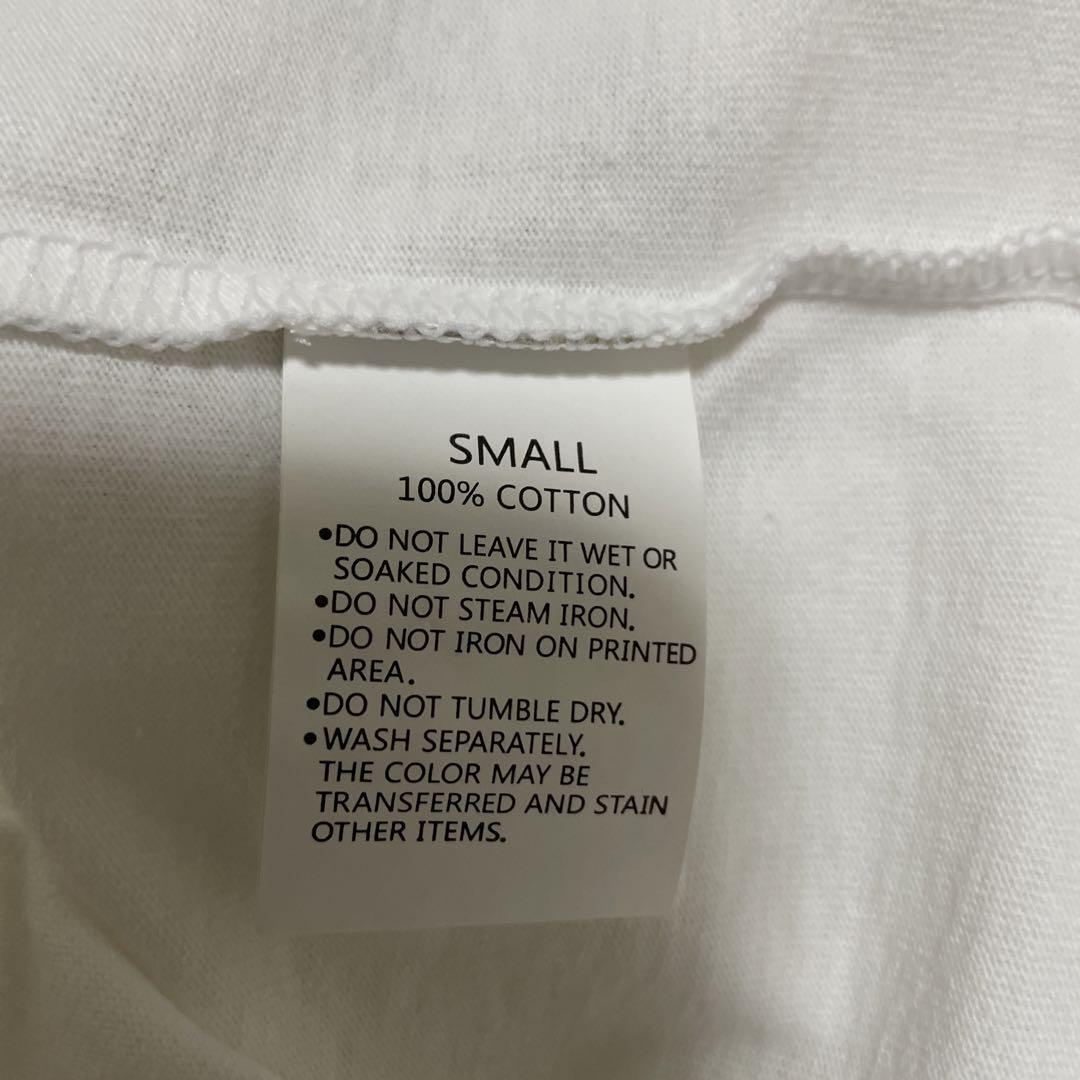 SMALL
100% COTTON
•DO NOT LEAVE IT WET OR
SOAKED CONDITION.
•DO NOT STEAM IRON.
•DO NOT IRON ON PRINTED
AREA.
•DO NOT TUMBLE DRY.
•WASH SEPARATELY.
THE COLOR MAY BE
TRANSFERRED AND STAIN
OTHER ITEMS.